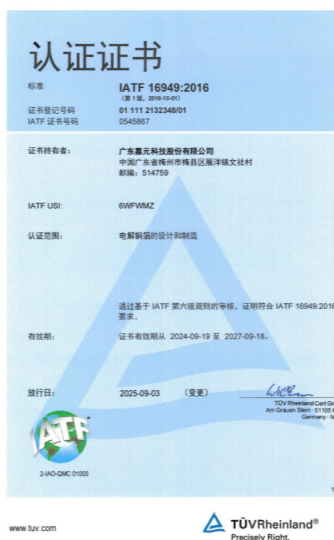 认证证书
标准 IATF 16949:2016
(第 1 版, 2016-10-01)
证书登记号码 01 111 2132348/01
IATF 证书号码 0545867
证书持有者: 广东嘉元科技股份有限公司
中国广东省梅州市梅县区雁洋镇文社村
邮编: 514759
IATF USI: 6WFWMZ
认证范围: 电解铜箔的设计和制造
通过基于 IATF 第六版规则的审核, 证明符合 IATF 16949:2016
要求。
有效期: 证书有效期从 2024-09-19 至 2027-09-18。
放行日: 2025-09-03 (变更)
TÜV Rheinland Cert
Am Grauen Stein · 51105
Germany
IATF
2-IAO-QMC 01003
www.tuv.com
TÜVRheinland®
Precisely Right.